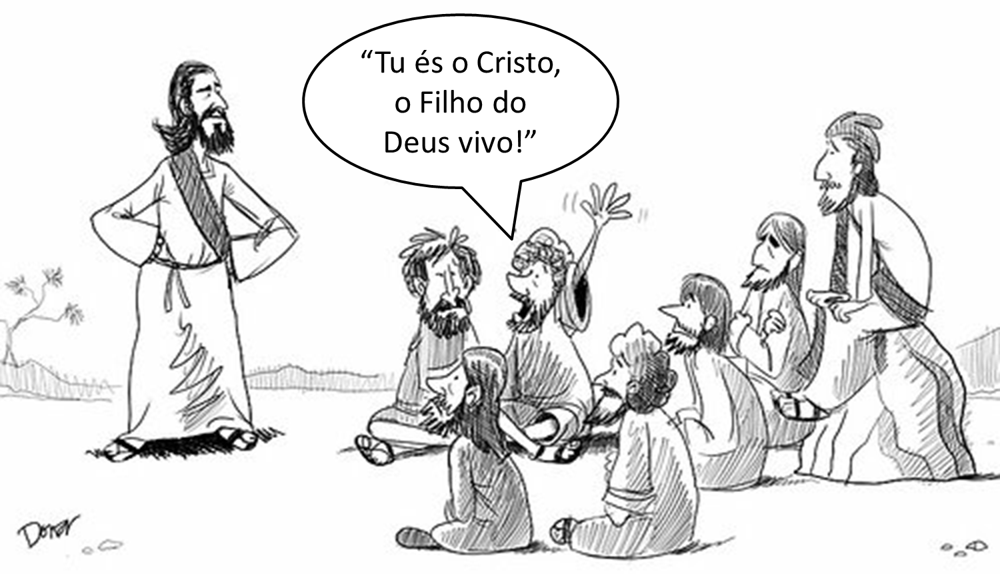 “Tu és o Cristo,
o Filho do
Deus vivo!”